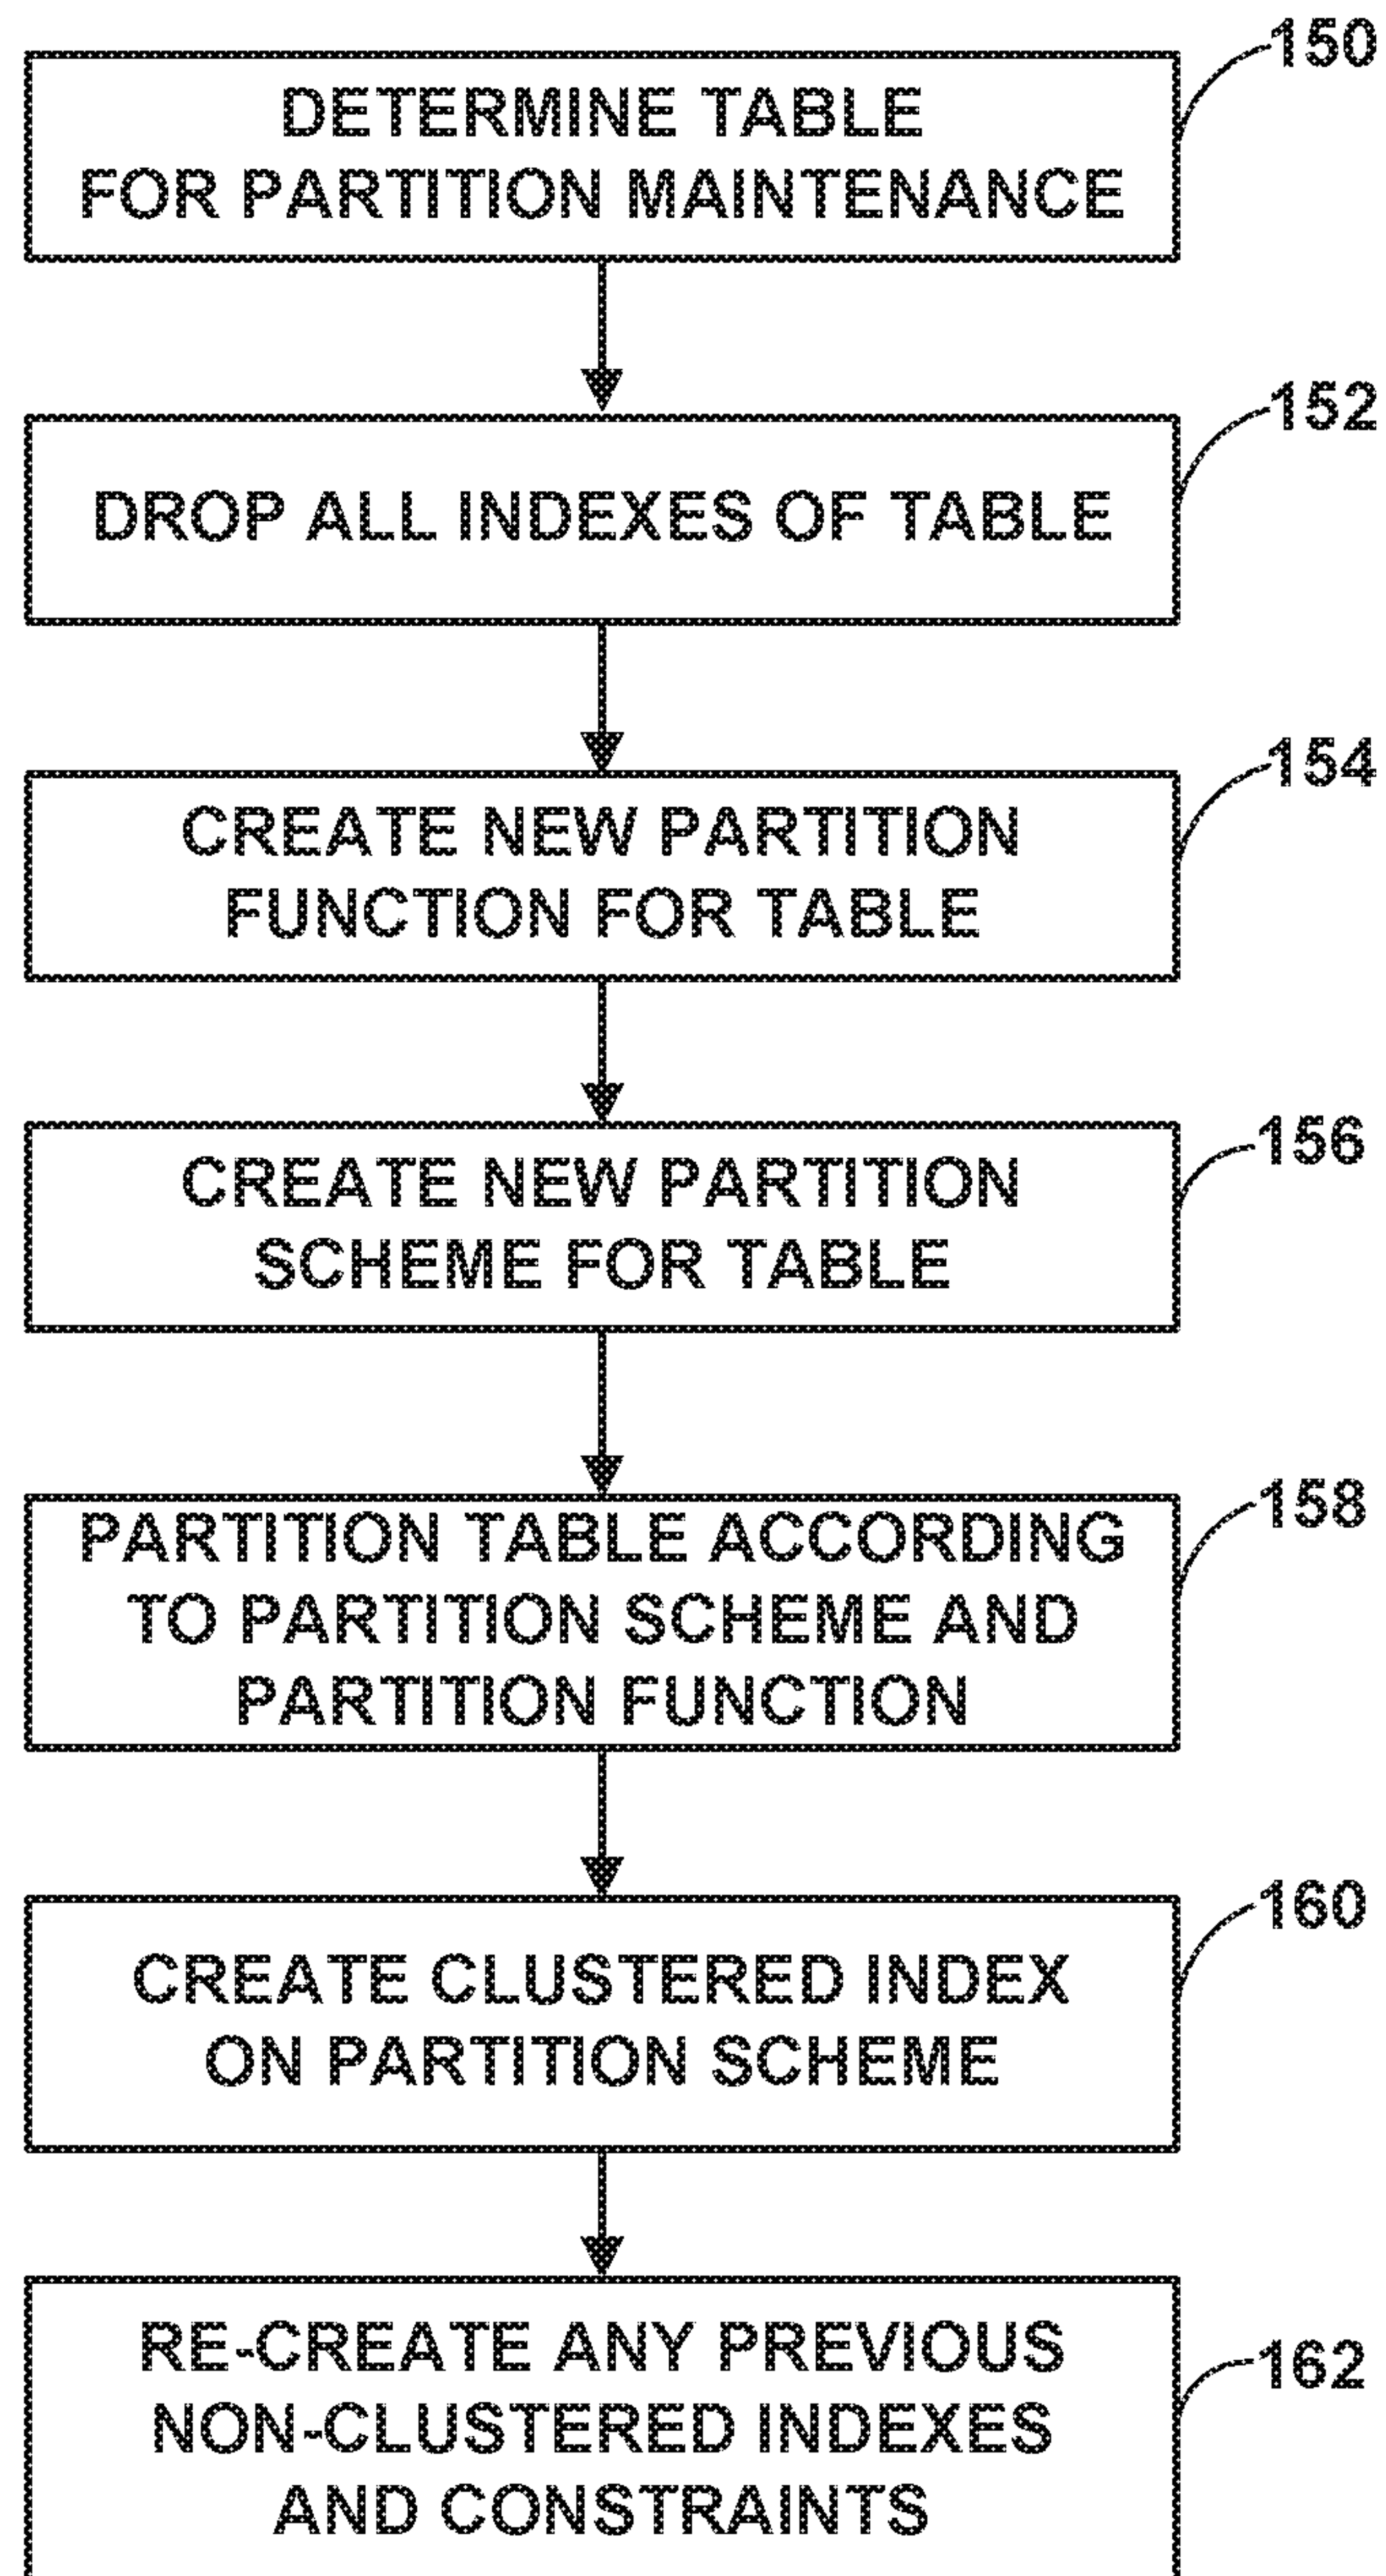 150
DETERMINE TABLE
FOR PARTITION MAINTENANCE
152
DROP ALL INDEXES OF TABLE
154
CREATE NEW PARTITION
FUNCTION FOR TABLE
156
CREATE NEW PARTITION
SCHEME FOR TABLE
158
PARTITION TABLE ACCORDING
TO PARTITION SCHEME AND
PARTITION FUNCTION
160
CREATE CLUSTERED INDEX
ON PARTITION SCHEME
162
RE-CREATE ANY PREVIOUS
NON-CLUSTERED INDEXES
AND CONSTRAINTS